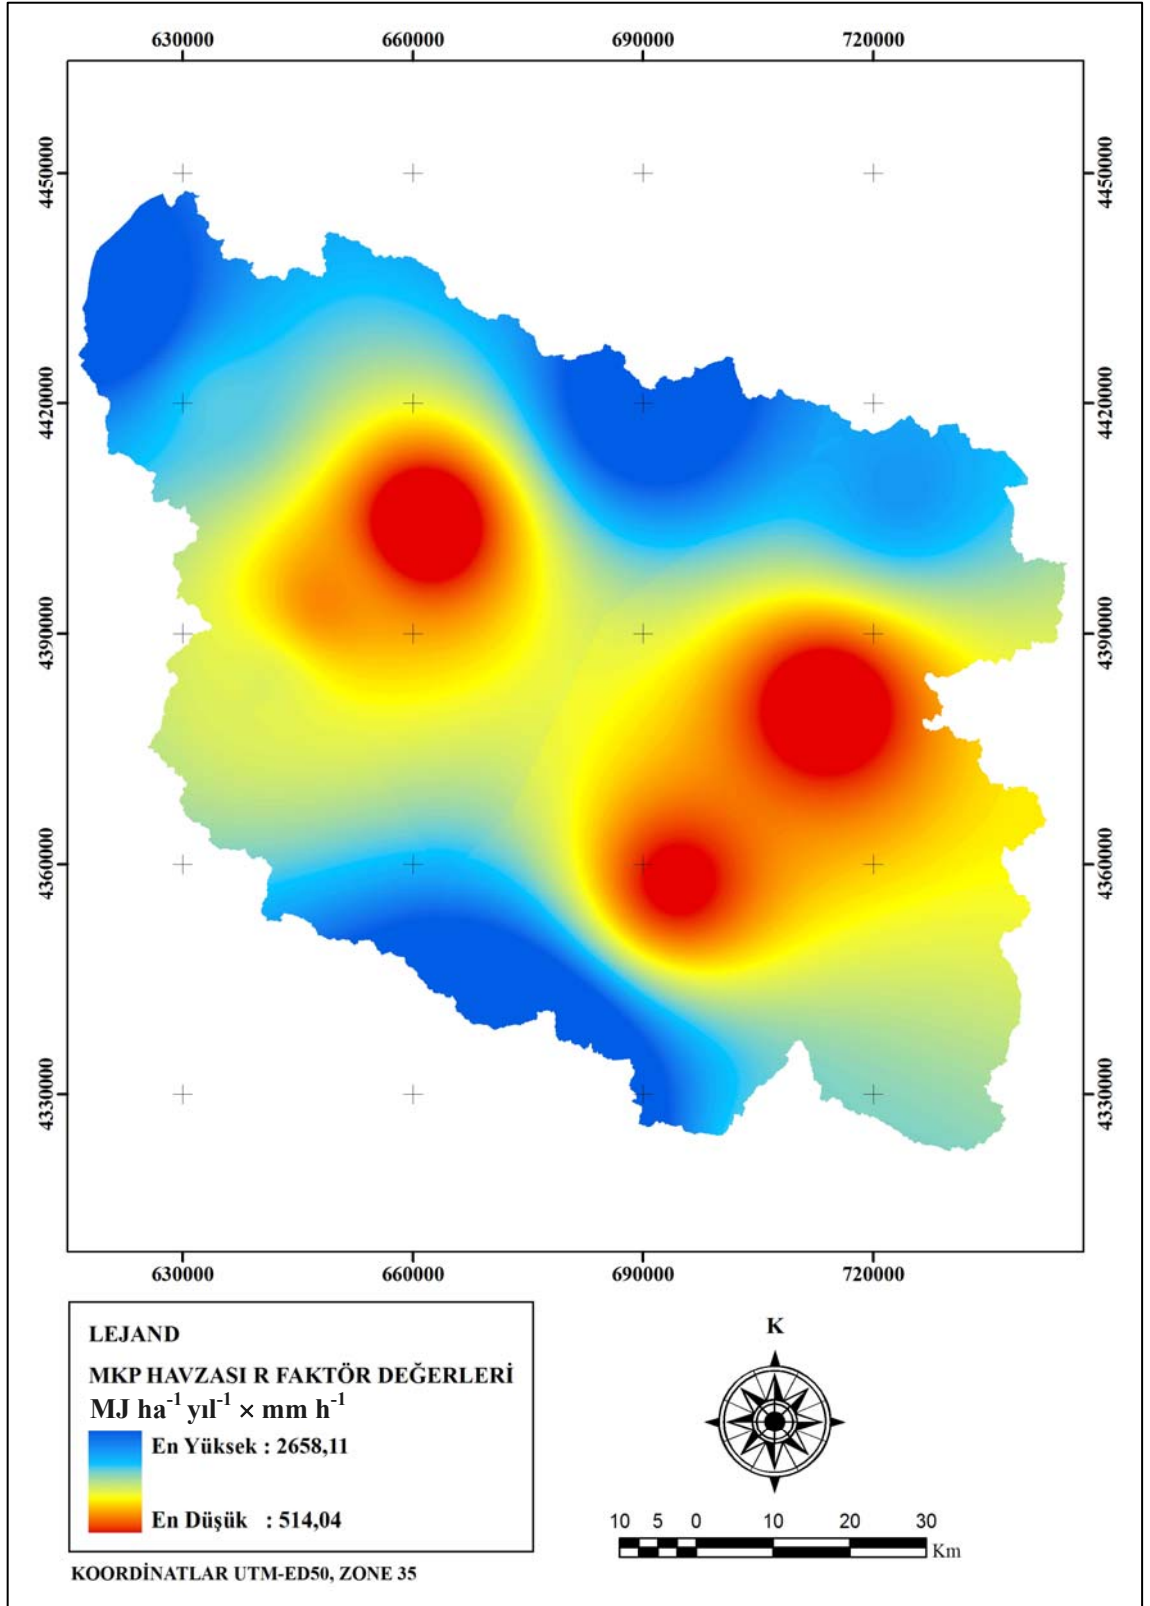 630000 660000 690000 720000
4450000 4450000
4420000 4420000
4390000 4390000
4360000 4360000
4330000 4330000
630000 660000 690000 720000
LEJAND
MKP HAVZASI R FAKTÖR DEĞERLERİ
MJ ha⁻¹ yıl⁻¹ × mm h⁻¹
En Yüksek : 2658,11
En Düşük : 514,04
K
10 5 0 10 20 30
Km
KOORDİNATLAR UTM-ED50, ZONE 35